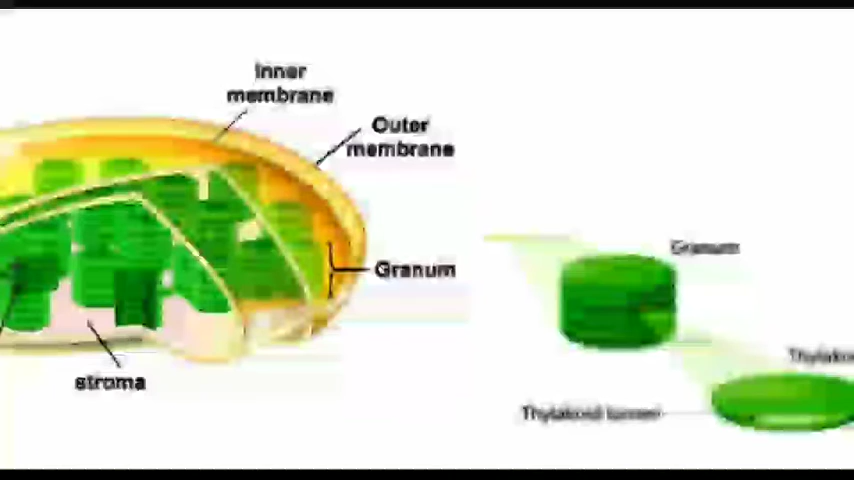 Inner
membrane
Outer
membrane
Granum
stroma
Granum
Thylakoid lumen